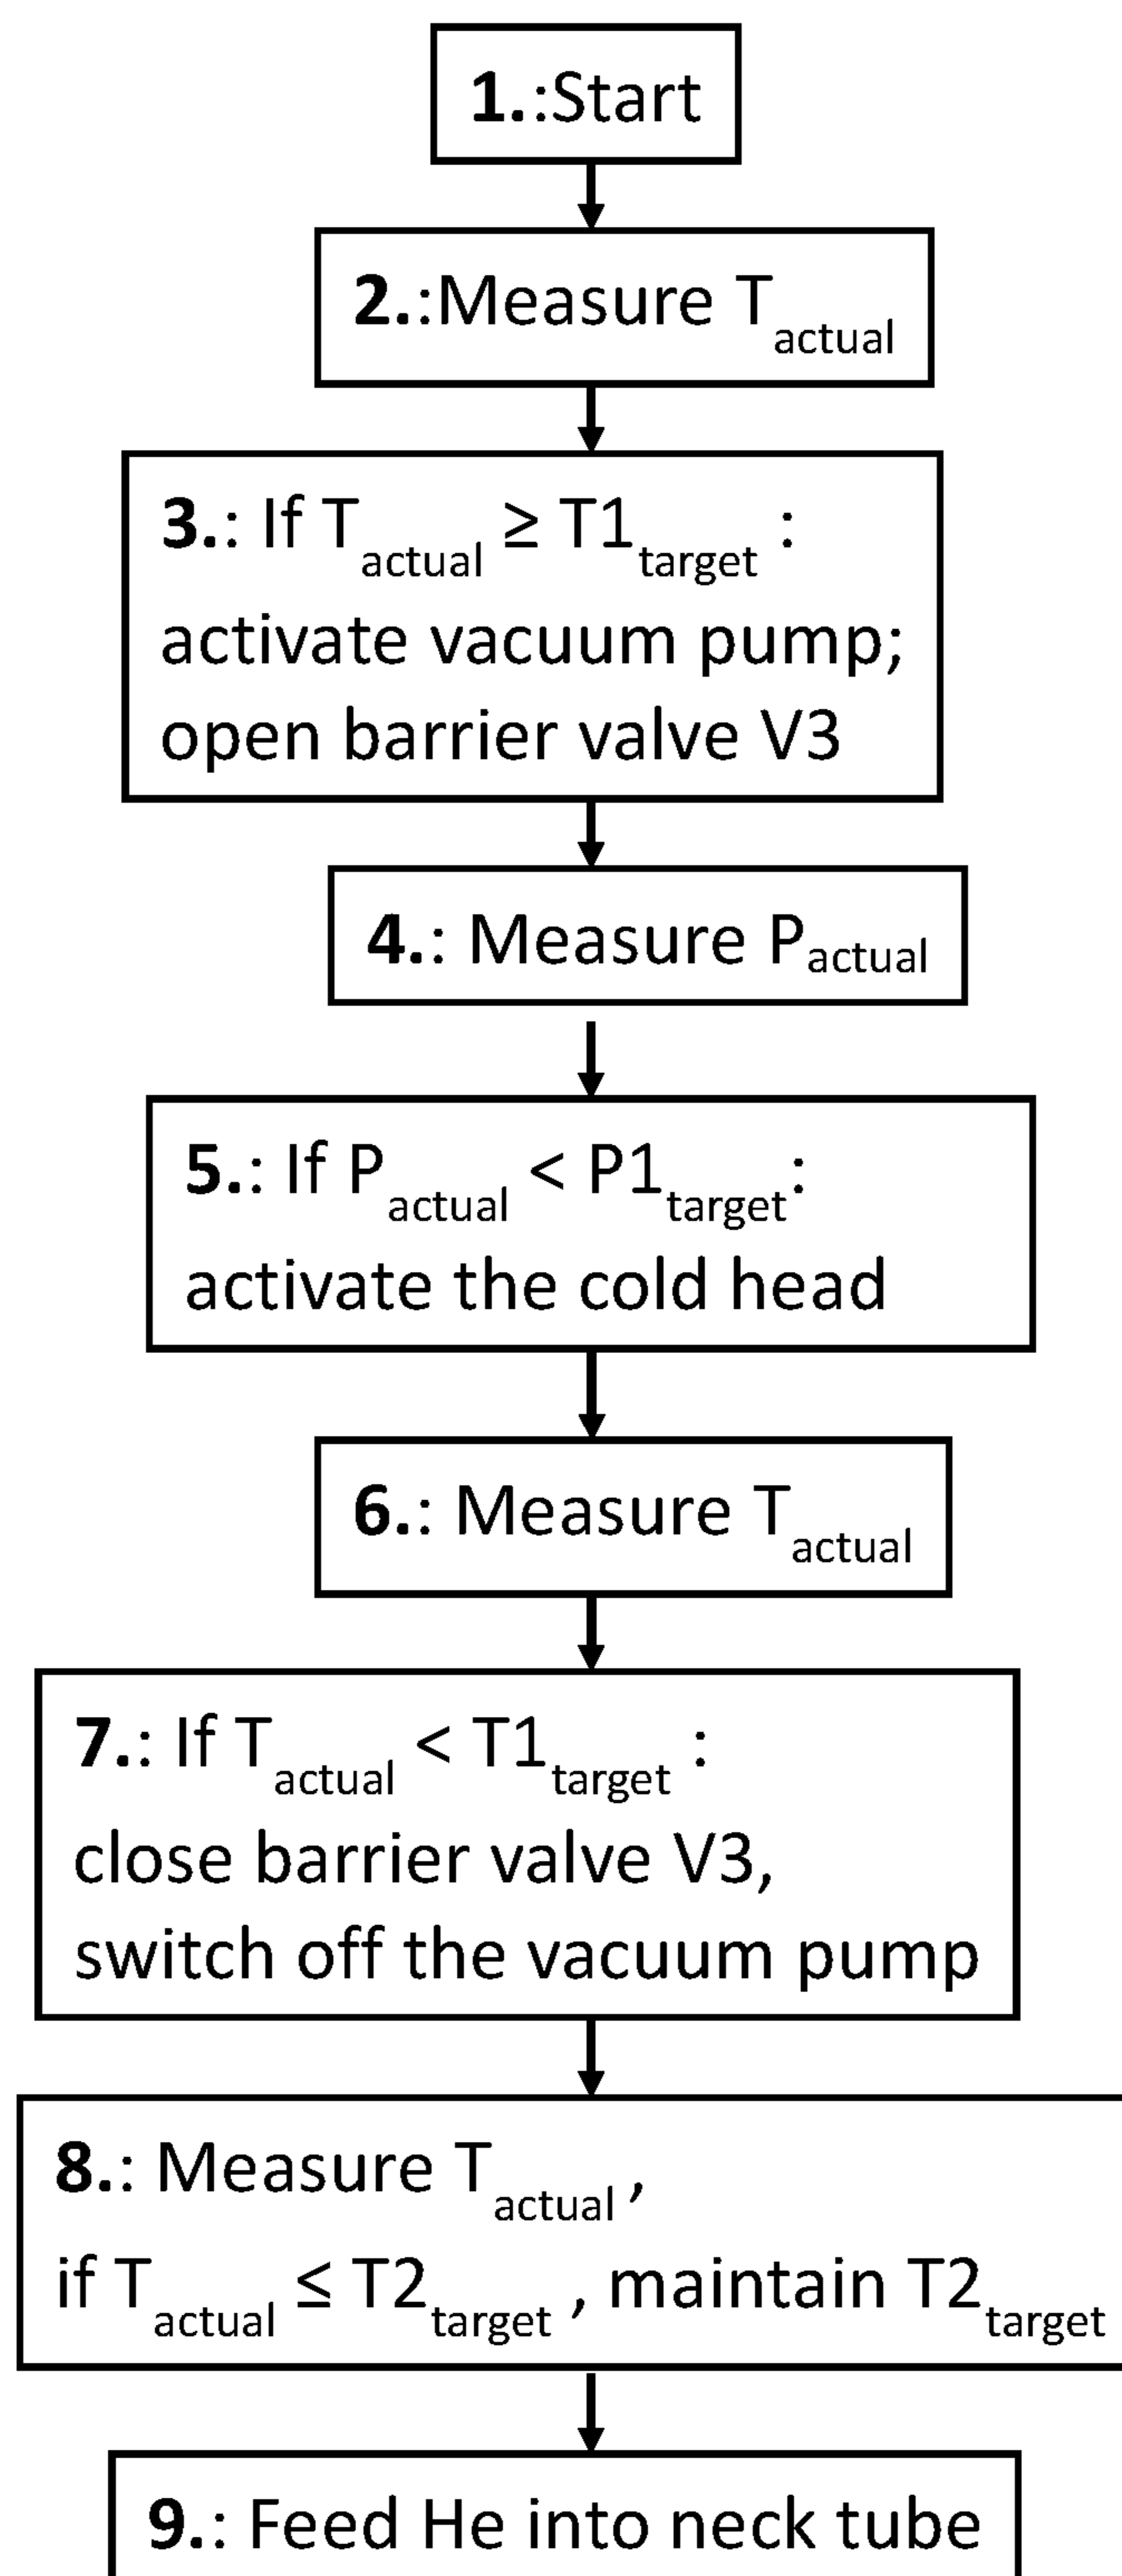 1.:Start
2.:Measure Tactual
3.: If Tactual ≥ T1target :
activate vacuum pump;
open barrier valve V3
4.: Measure Pactual
5.: If Pactual < P1target:
activate the cold head
6.: Measure Tactual
7.: If Tactual < T1target :
close barrier valve V3,
switch off the vacuum pump
8.: Measure Tactual ,
if Tactual ≤ T2target , maintain T2target
9.: Feed He into neck tube